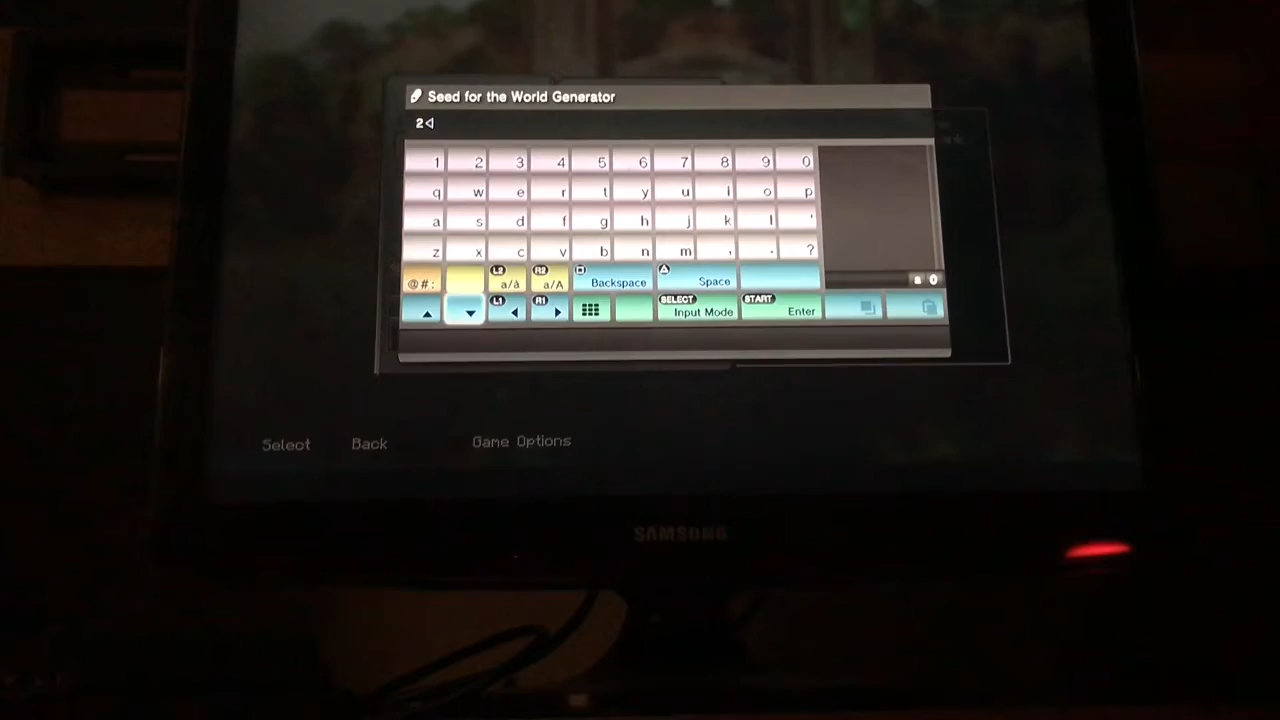 Seed for the World Generator
2
1 2 3 4 5 6 7 8 9 0
q w e r t y u i o p
a s d f g h j k l '
z x c v b n m , . ?
@#: L2 a/à R2 a/A Backspace Space
a 0
L1 R1 SELECT Input Mode START Enter
Select Back Game Options
SAMSUNG